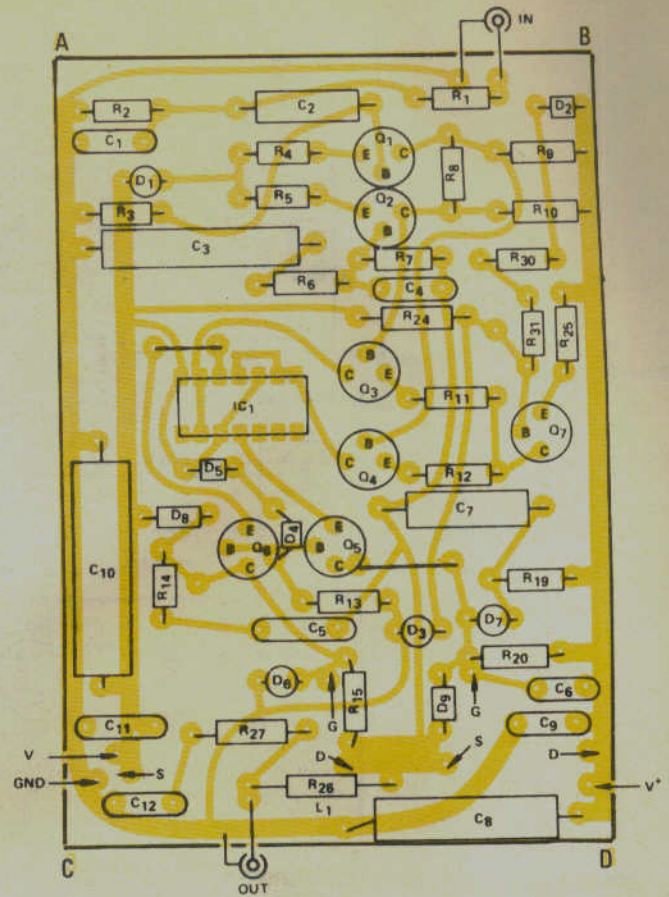 IN
A
B
R1
R2
C2
D2
C1
Q1
E C
B
R4
R8
R9
D1
Q2
E C
B
R5
R3
R10
C3
R7
R30
R6
C4
R24
R31
R25
B
C E
Q3
IC1
R11
E
B Q7
C
B
C E
Q4
D5
R12
C7
D8
E
B Q6
C
D4
E
B Q5
C
C10
R14
R13
R19
C5
D3
D7
R20
D6
R15
D9
C6
G
G
C11
R27
C9
V
D
S
D
GND
S
R26
V+
C12
L1
C8
C
D
OUT